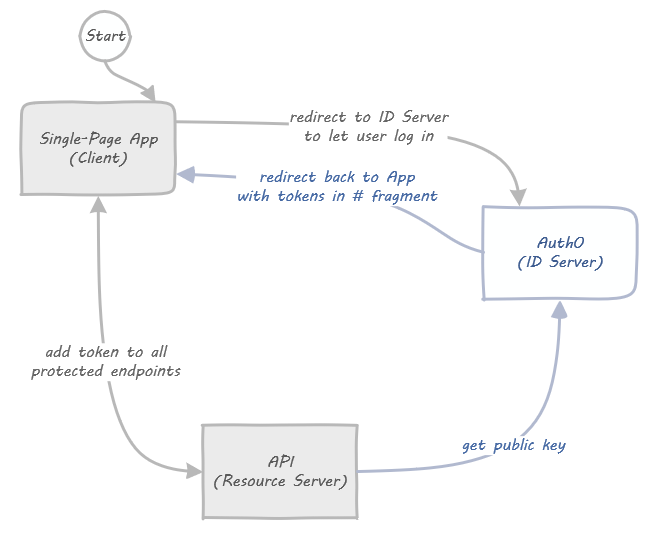 Start
Single-Page App
(Client)
redirect to ID Server
to let user log in
redirect back to App
with tokens in # fragment
Auth0
(ID Server)
add token to all
protected endpoints
API
(Resource Server)
get public key